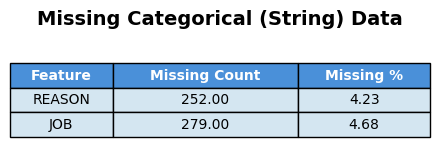 Missing Categorical (String) Data
Feature Missing Count Missing %
REASON 252.00 4.23
JOB 279.00 4.68